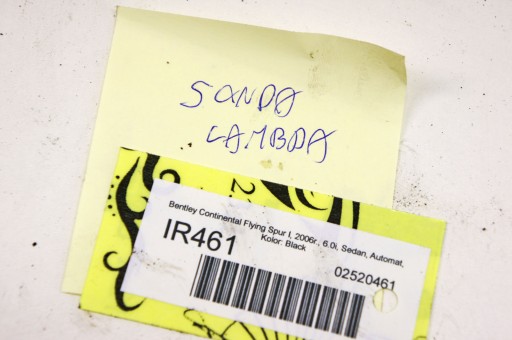 SONDA
LAMBDA
Bentley Continental Flying Spur I, 2006r., 6.0i, Sedan, Automat,
Kolor: Black
IR461
02520461